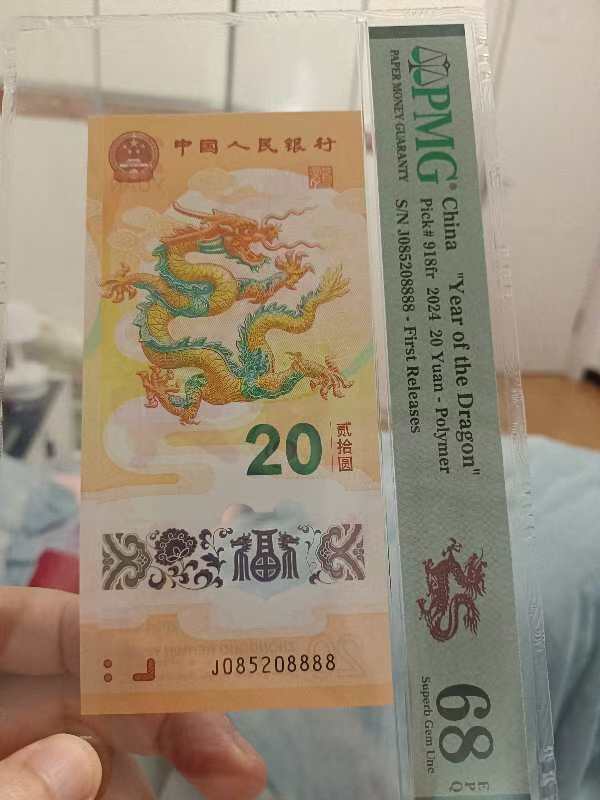 中国人民银行
20
贰拾圆
福
J085208888
PMG
PAPER MONEY GUARANTY
China "Year of the Dragon"
Pick# 918fr 2024 20 Yuan - Polymer
S/N J085208888 - First Releases
68
EPQ
Superb Gem Unc